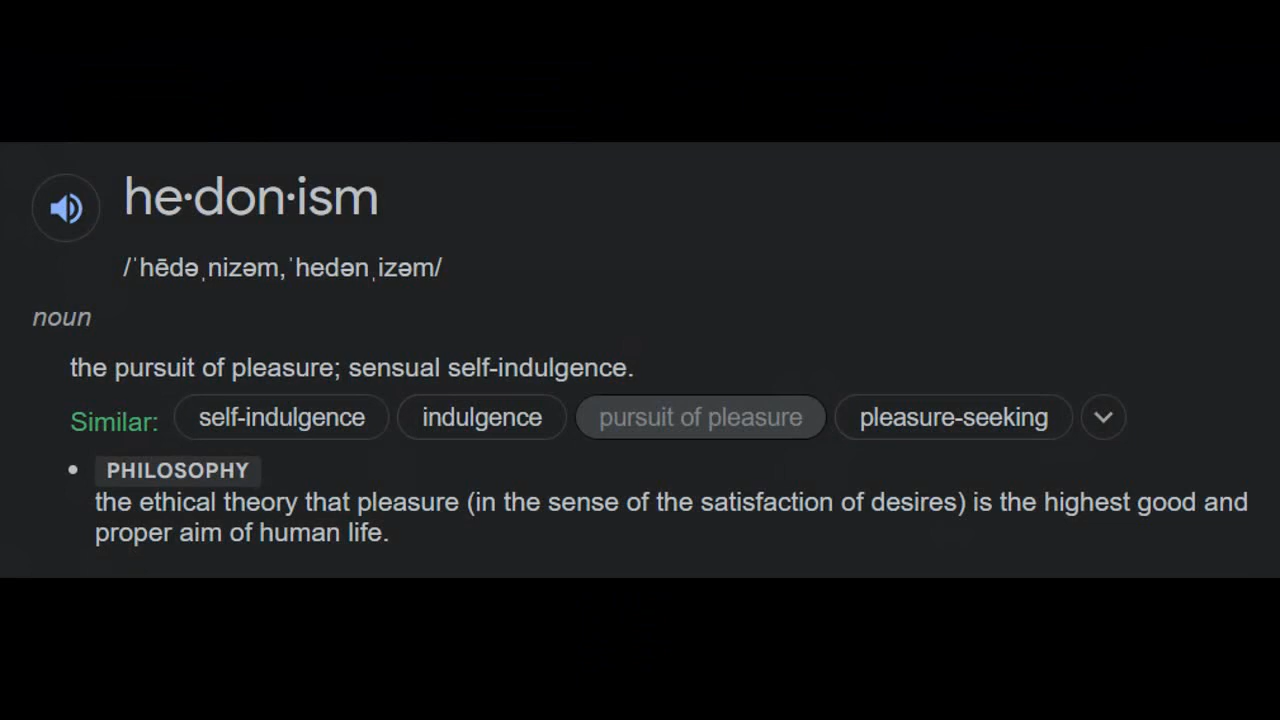 he·don·ism
/ˈhēdəˌnizəm,ˈhedənˌizəm/
noun
the pursuit of pleasure; sensual self-indulgence.
Similar: self-indulgence indulgence pursuit of pleasure pleasure-seeking
• PHILOSOPHY
the ethical theory that pleasure (in the sense of the satisfaction of desires) is the highest good and
proper aim of human life.